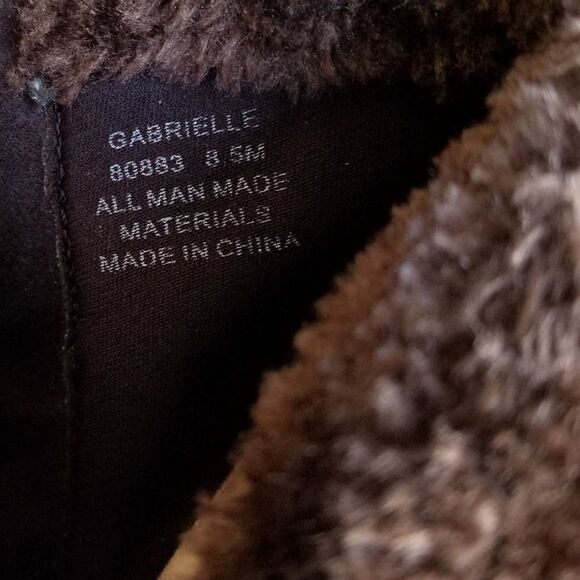 GABRIELLE
80883 8.5M
ALL MAN MADE
MATERIALS
MADE IN CHINA